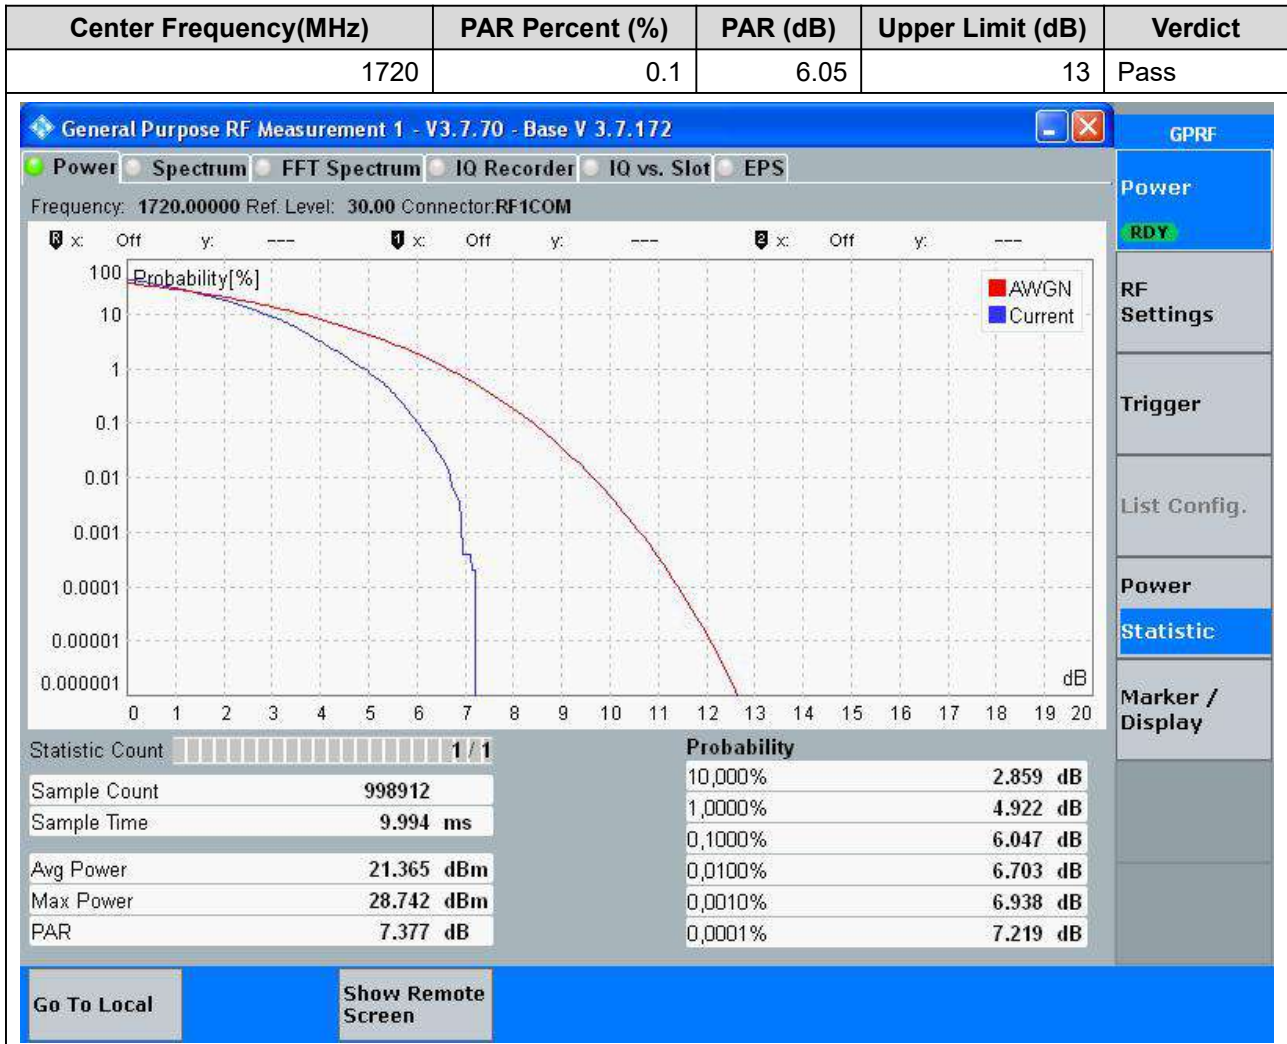 Center Frequency(MHz) PAR Percent (%) PAR (dB) Upper Limit (dB) Verdict
1720 0.1 6.05 13 Pass
General Purpose RF Measurement 1 - V3.7.70 - Base V 3.7.172
GPRF
Power Spectrum FFT Spectrum IQ Recorder IQ vs. Slot EPS
Frequency: 1720.00000 Ref. Level: 30.00 Connector:RF1COM
R x: Off y: --- 1 x: Off y: --- 2 x: Off y: ---
Probability[%]
AWGN
Current
100
10
1
0.1
0.01
0.001
0.0001
0.00001
0.000001
dB
0 1 2 3 4 5 6 7 8 9 10 11 12 13 14 15 16 17 18 19 20
Statistic Count 1 / 1
Sample Count 998912
Sample Time 9.994 ms
Avg Power 21.365 dBm
Max Power 28.742 dBm
PAR 7.377 dB
Probability
10,000% 2.859 dB
1,0000% 4.922 dB
0,1000% 6.047 dB
0,0100% 6.703 dB
0,0010% 6.938 dB
0,0001% 7.219 dB
Power
RDY
RF
Settings
Trigger
List Config.
Power
Statistic
Marker /
Display
Go To Local
Show Remote
Screen